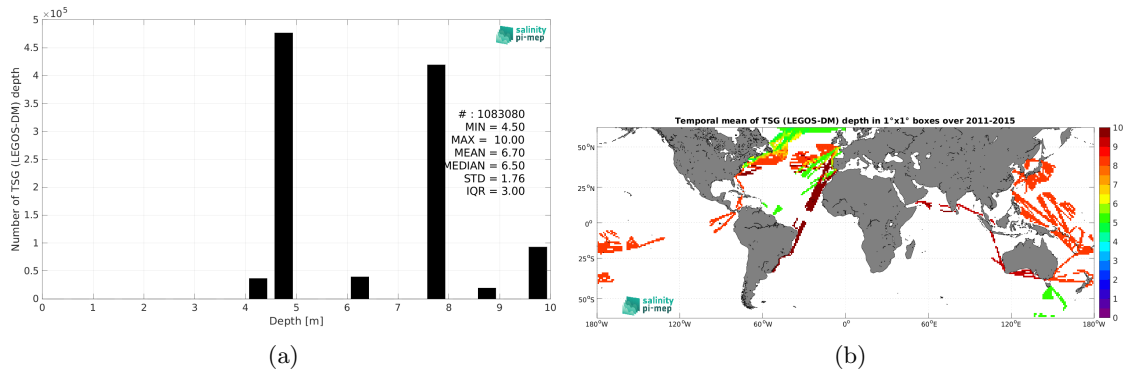 ×10⁵
5
4.5
4
3.5
3
2.5
2
1.5
1
0.5
0
Number of TSG (LEGOS-DM) depth
0 1 2 3 4 5 6 7 8 9 10
Depth [m]
salinity
pi-mep
# : 1083080
MIN = 4.50
MAX = 10.00
MEAN = 6.70
MEDIAN = 6.50
STD = 1.76
IQR = 3.00
(a)
Temporal mean of TSG (LEGOS-DM) depth in 1°x1° boxes over 2011-2015
50°N
25°N
0°
25°S
50°S
180°W 120°W 60°W 0° 60°E 120°E 180°W
salinity
pi-mep
10
9
8
7
6
5
4
3
2
1
0
(b)